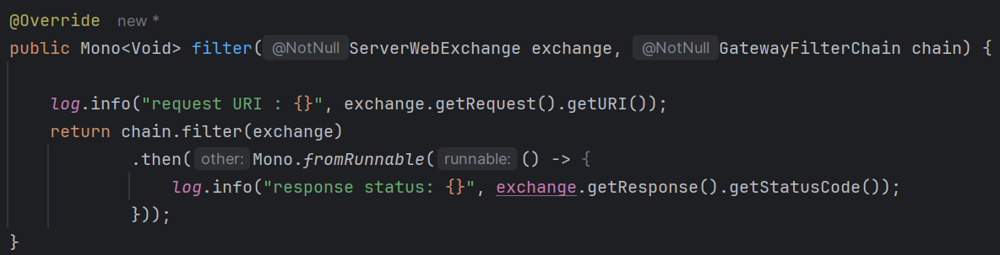 @Override new *
public Mono<Void> filter( @NotNull ServerWebExchange exchange, @NotNull GatewayFilterChain chain) {
log.info("request URI : {}", exchange.getRequest().getURI());
return chain.filter(exchange)
.then( other: Mono.fromRunnable( runnable: () -> {
log.info("response status: {}", exchange.getResponse().getStatusCode());
}));
}